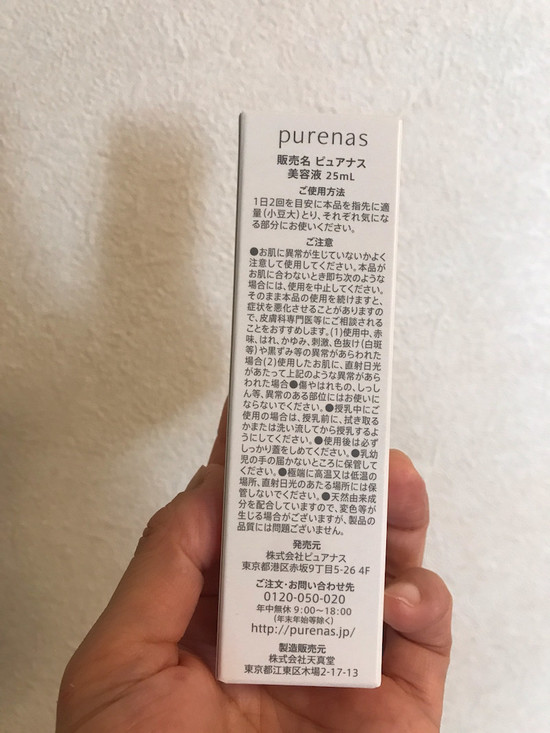 purenas
販売名 ピュアナス
美容液 25mL
ご使用方法
1日2回を目安に本品を指先に適
量(小豆大)とり、それぞれ気にな
る部分にお使いください。
ご注意
●お肌に異常が生じていないかよく
注意して使用してください。本品が
お肌に合わないとき即ち次のような
場合には、使用を中止してください。
そのまま本品の使用を続けますと、
症状を悪化させることがありますの
で、皮膚科専門医等にご相談される
ことをおすすめします。(1)使用中、赤
味、はれ、かゆみ、刺激、色抜け(白斑
等)や黒ずみ等の異常があらわれた
場合(2)使用したお肌に、直射日光
があたって上記のような異常があら
われた場合●傷やはれもの、しっし
ん等、異常のある部位にはお使いに
ならないでください。●授乳中にご
使用の場合は、授乳前に、拭き取る
かまたは洗い流してから授乳するよ
うにしてください。●使用後は必ず
しっかり蓋をしめてください。●乳幼
児の手の届かないところに保管して
ください。●極端に高温又は低温の
場所、直射日光のあたる場所には保
管しないでください。●天然由来成
分を配合していますので、変色等が
生じる場合がございますが、製品の
品質には問題ございません。
発売元
株式会社ピュアナス
東京都港区赤坂9丁目5-26 4F
ご注文・お問い合わせ先
0120-050-020
年中無休 9:00〜18:00
(年末年始等除く)
http://purenas.jp/
製造販売元
株式会社天真堂
東京都江東区木場2-17-13